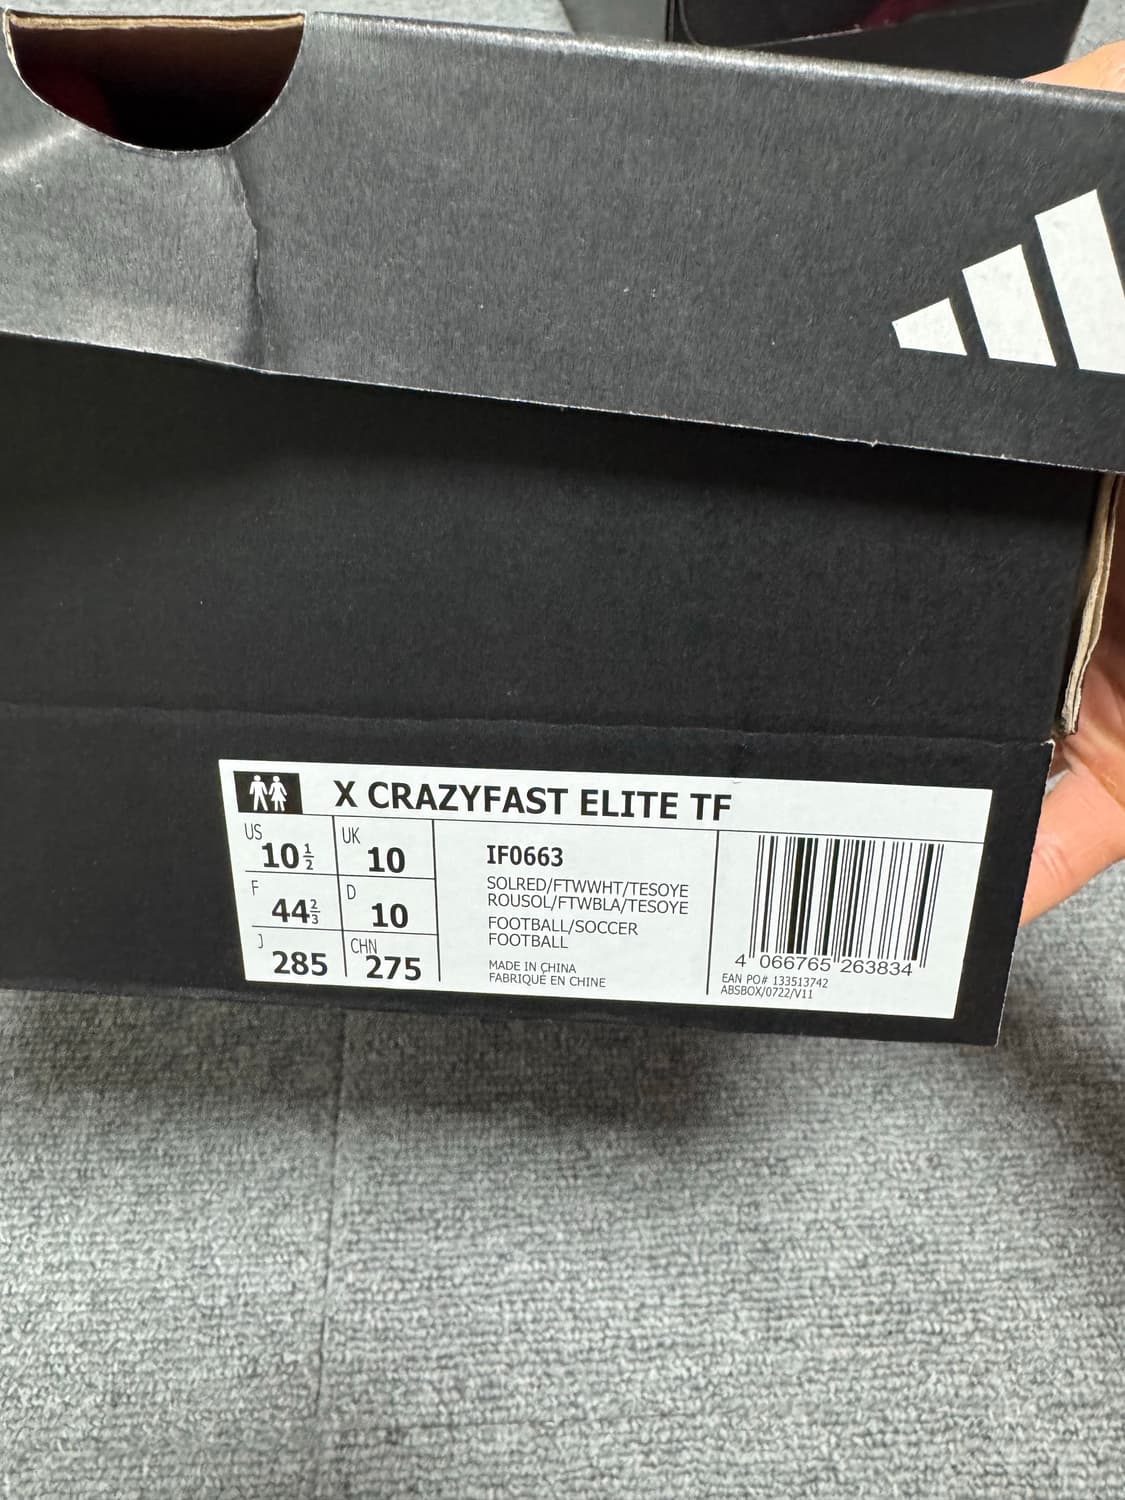 X CRAZYFAST ELITE TF
US 10½ UK 10
F 44⅔ D 10
J 285 CHN 275
IF0663
SOLRED/FTWWHT/TESOYE
ROUSOL/FTWBLA/TESOYE
FOOTBALL/SOCCER
FOOTBALL
MADE IN CHINA
FABRIQUÉ EN CHINE
4 066765 263834
EAN PO# 133513742
ABSBOX/0722/V11